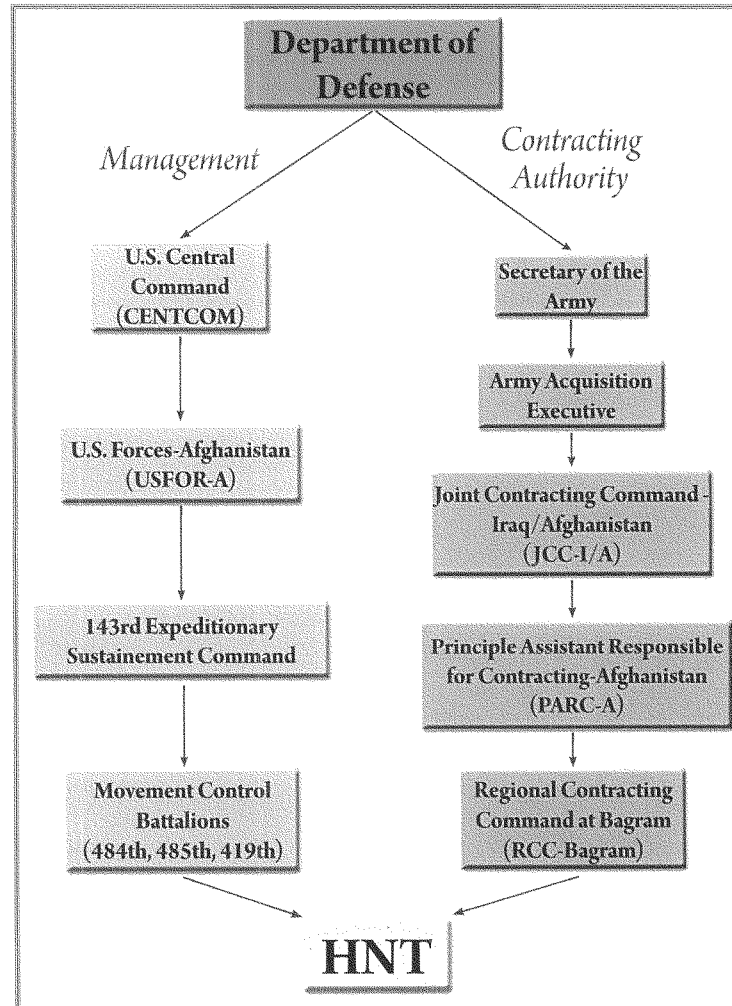 Department of
Defense
Management
Contracting
Authority
U.S. Central
Command
(CENTCOM)
Secretary of the
Army
Army Acquisition
Executive
U.S. Forces-Afghanistan
(USFOR-A)
Joint Contracting Command -
Iraq/Afghanistan
(JCC-I/A)
143rd Expeditionary
Sustainement Command
Principle Assistant Responsible
for Contracting-Afghanistan
(PARC-A)
Movement Control
Battalions
(484th, 485th, 419th)
Regional Contracting
Command at Bagram
(RCC-Bagram)
HNT